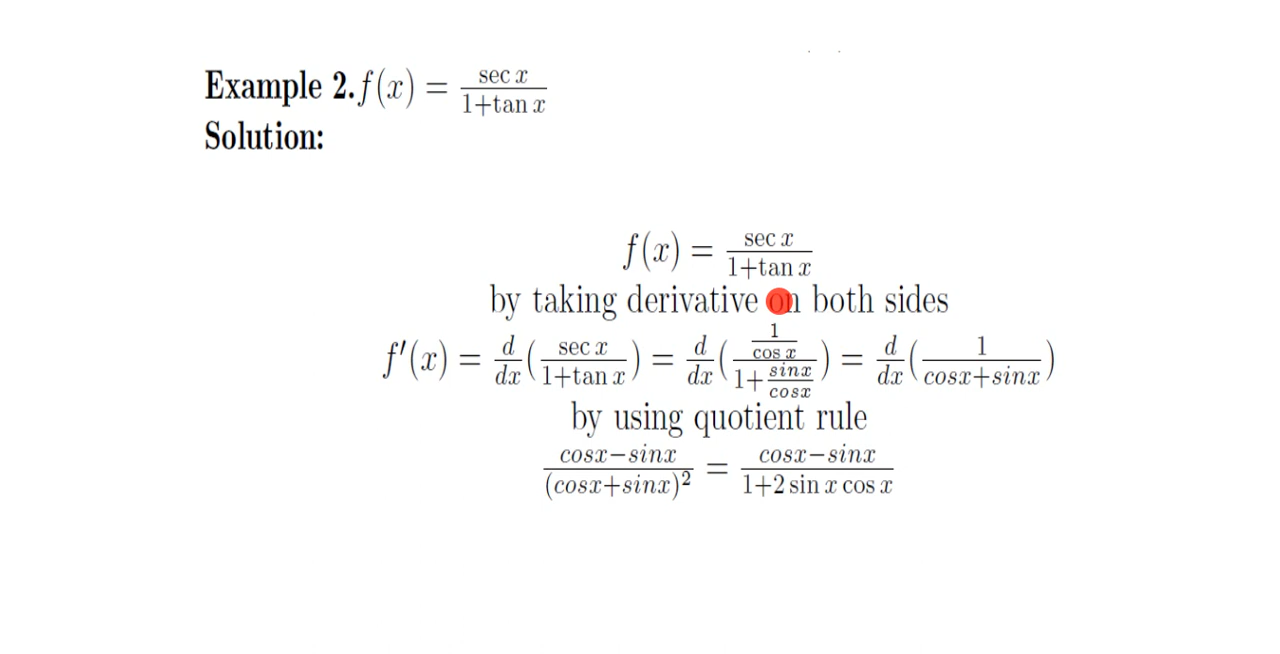 Example 2. f(x) = sec x / 1+tan x
Solution:
f(x) = sec x / 1+tan x
by taking derivative on both sides
f′(x) = d/dx ( sec x / 1+tan x ) = d/dx ( 1/cos x / 1+ sinx/cosx ) = d/dx ( 1 / cosx+sinx )
by using quotient rule
cosx−sinx / (cosx+sinx)² = cosx−sinx / 1+2 sin x cos x